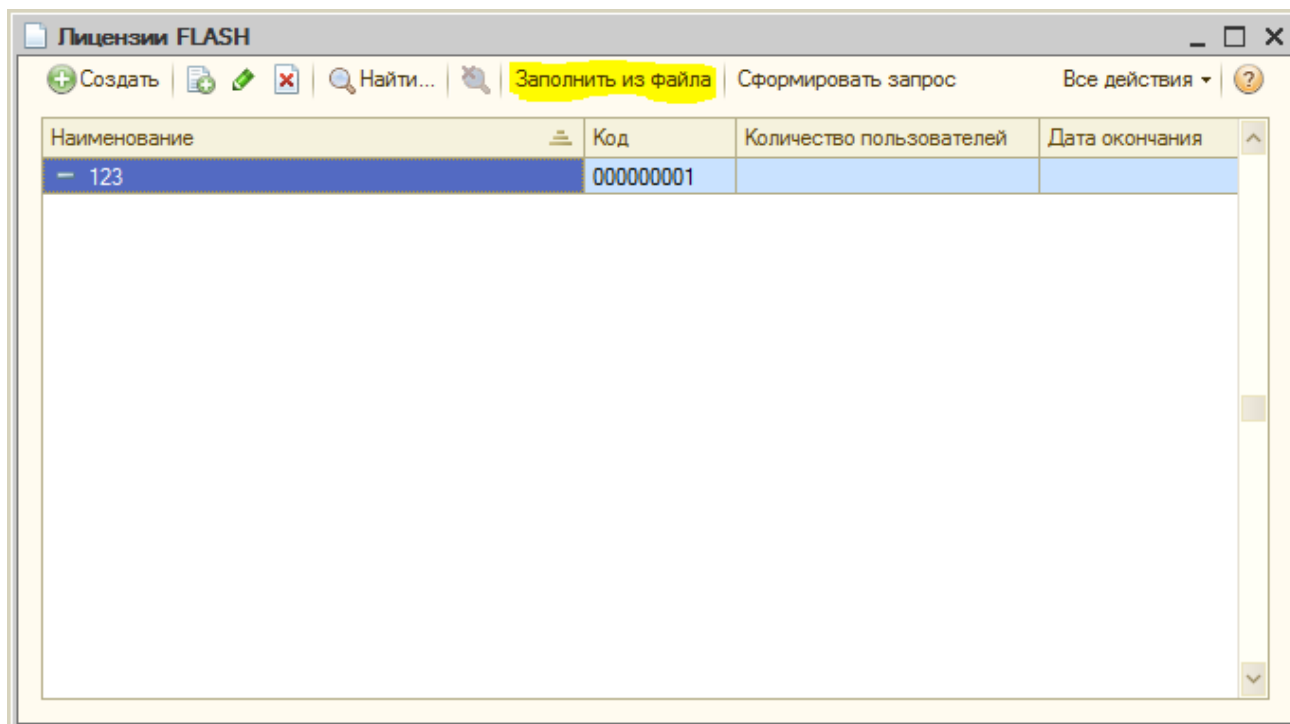 Лицензии FLASH
Создать Найти... Заполнить из файла Сформировать запрос Все действия ?
Наименование Код Количество пользователей Дата окончания
123 000000001